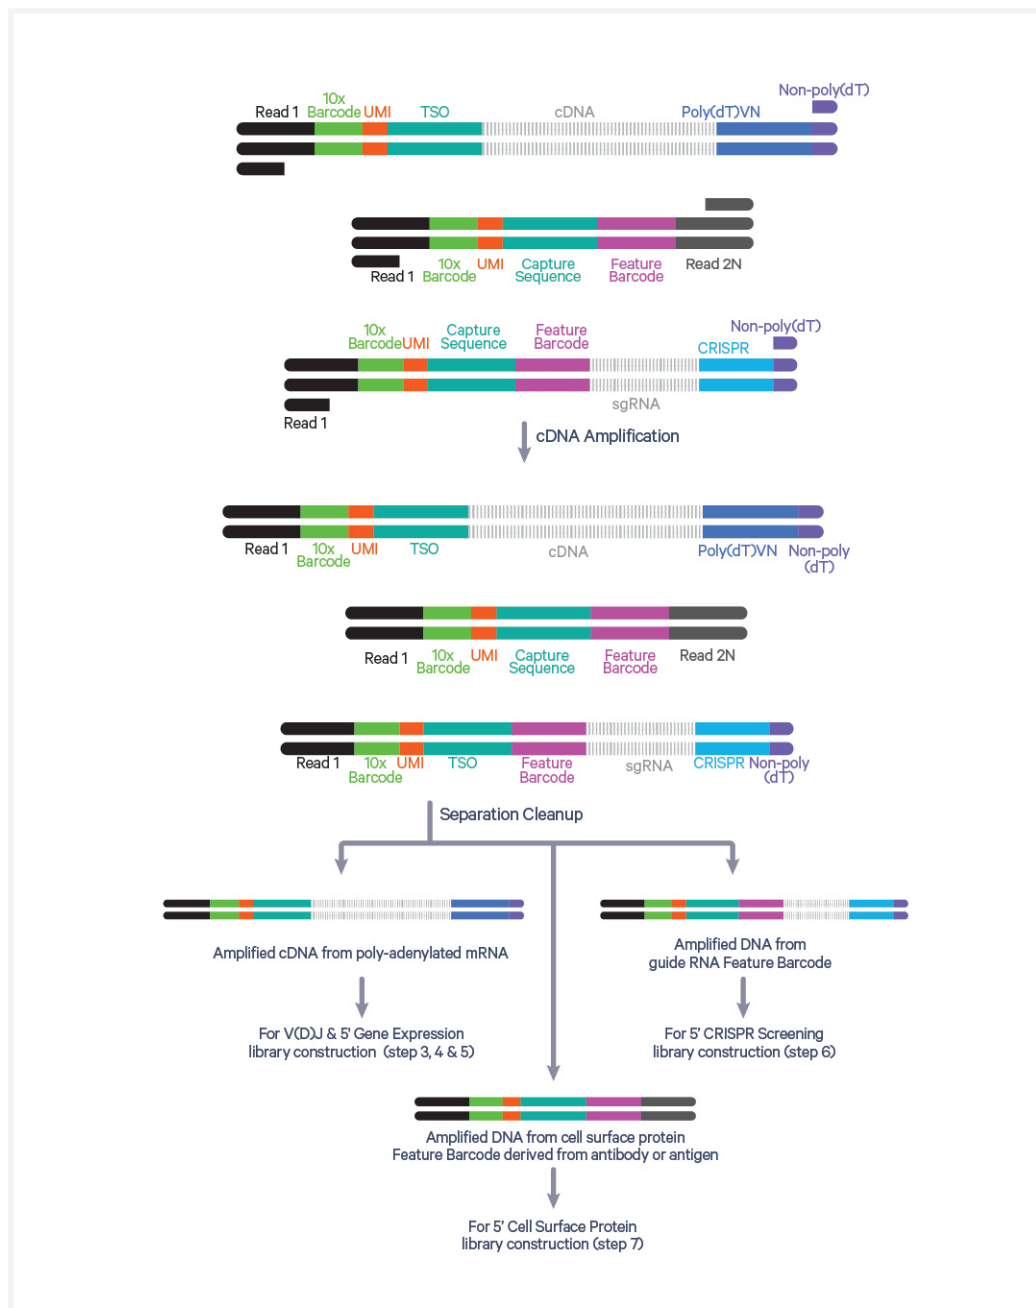 Non-poly(dT)
10x
Read 1 Barcode UMI TSO cDNA Poly(dT)VN
10x Capture Feature
Read 1 Barcode UMI Sequence Barcode Read 2N
Non-poly(dT)
10x Capture Feature
Barcode UMI Sequence Barcode CRISPR
sgRNA
Read 1
cDNA Amplification
Read 1 10x UMI TSO cDNA Poly(dT)VN Non-poly
Barcode (dT)
Read 1 10x UMI Capture Feature Read 2N
Barcode Sequence Barcode
Read 1 10x UMI TSO Feature sgRNA CRISPR Non-poly
Barcode Barcode (dT)
Separation Cleanup
Amplified cDNA from poly-adenylated mRNA
For V(D)J & 5' Gene Expression
library construction (step 3, 4 & 5)
Amplified DNA from
guide RNA Feature Barcode
For 5' CRISPR Screening
library construction (step 6)
Amplified DNA from cell surface protein
Feature Barcode derived from antibody or antigen
For 5' Cell Surface Protein
library construction (step 7)